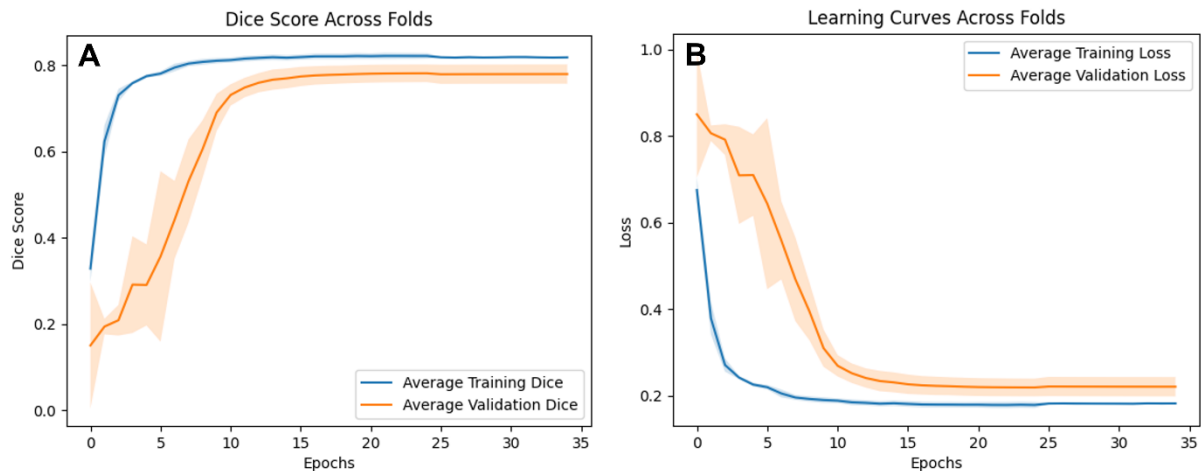 Dice Score Across Folds
A
0.8
0.6
0.4
0.2
0.0
Dice Score
Average Training Dice
Average Validation Dice
0 5 10 15 20 25 30 35
Epochs
Learning Curves Across Folds
B
1.0
0.8
0.6
0.4
0.2
Loss
Average Training Loss
Average Validation Loss
0 5 10 15 20 25 30 35
Epochs